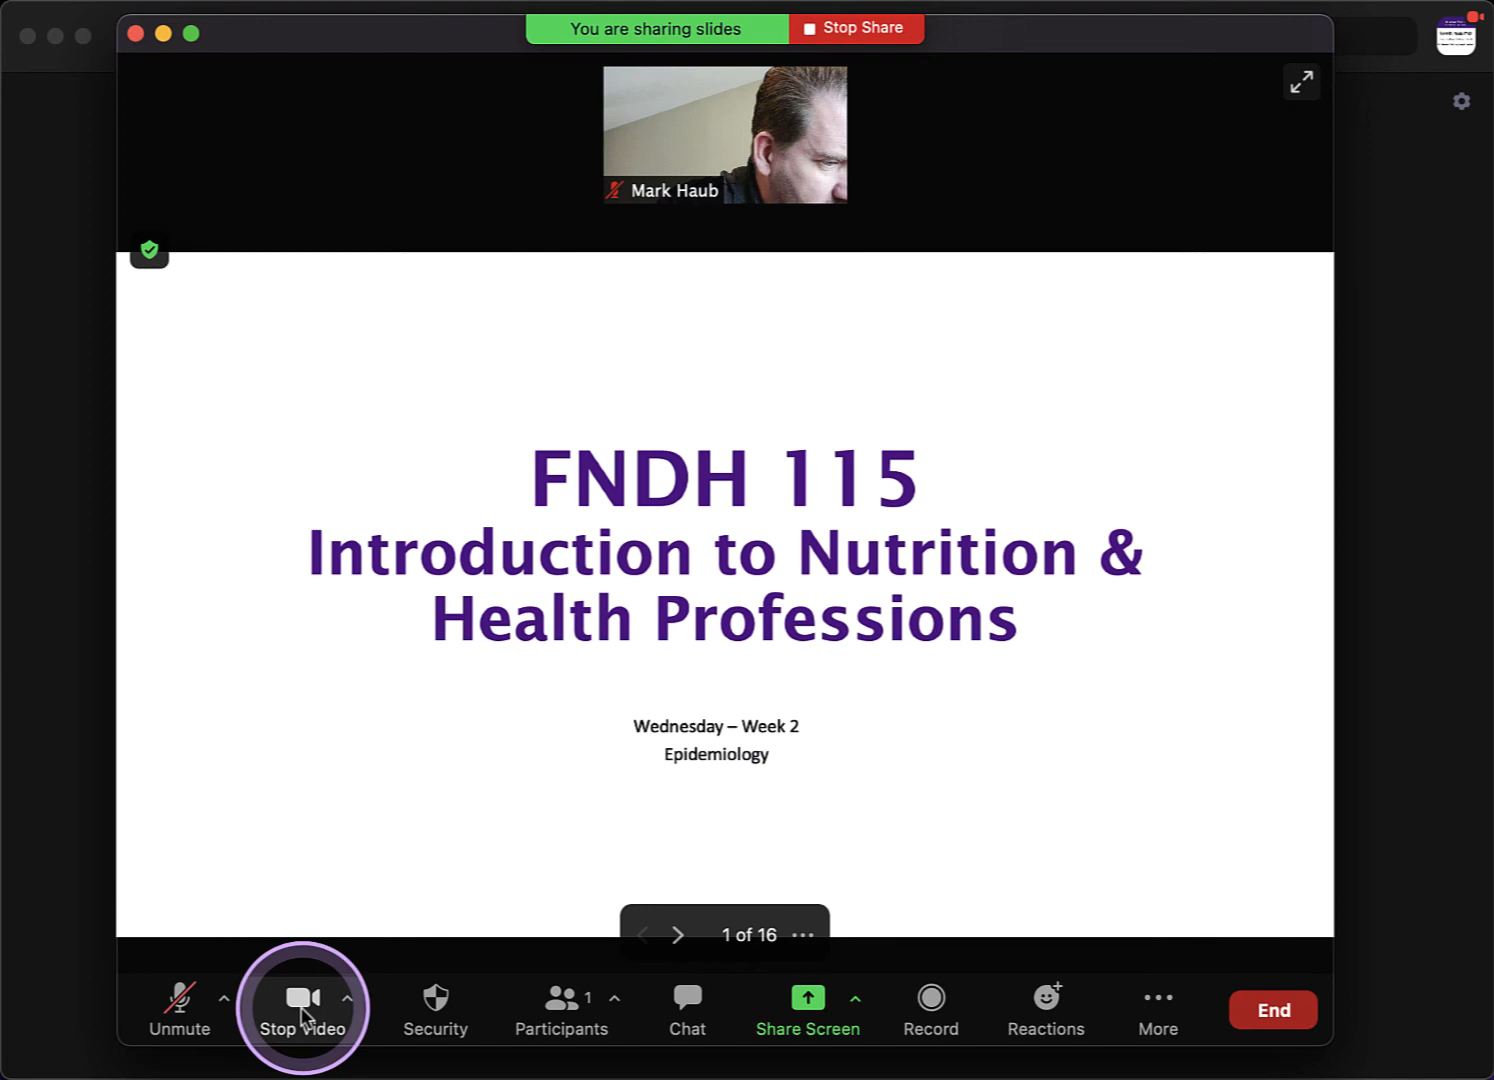 You are sharing slides
Stop Share
Mark Haub
FNDH 115
Introduction to Nutrition &
Health Professions
Wednesday – Week 2
Epidemiology
1 of 16
1
Unmute
Stop Video
Security
Participants
Chat
Share Screen
Record
Reactions
More
End